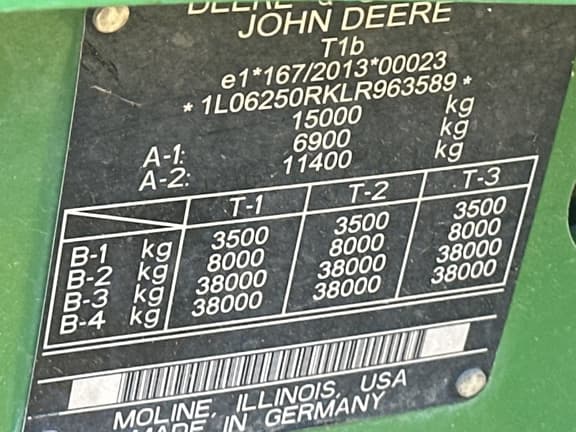 DEERE &
JOHN DEERE
T1b
e1*167/2013*00023
* 1L06250RKLR963589 *
15000 kg
A-1: 6900 kg
A-2: 11400 kg
T-1 T-2 T-3
B-1 kg 3500 3500 3500
B-2 kg 8000 8000 8000
B-3 kg 38000 38000 38000
B-4 kg 38000 38000 38000
MOLINE, ILLINOIS, USA
MADE IN GERMANY